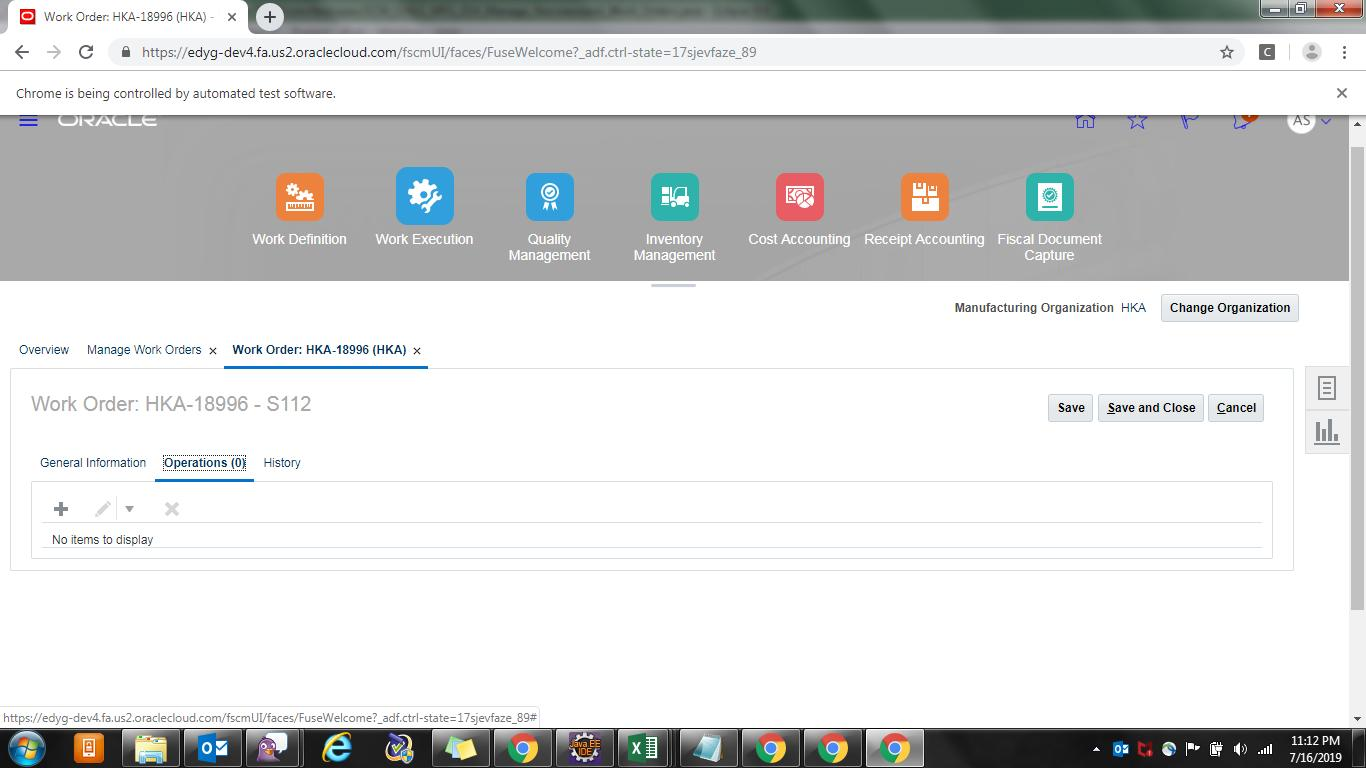 Work Order: HKA-18996 (HKA) -
https://edyg-dev4.fa.us2.oraclecloud.com/fscmUI/faces/FuseWelcome?_adf.ctrl-state=17sjevfaze_89
C
Chrome is being controlled by automated test software.
ORACLE
AS
Work Definition
Work Execution
Quality Management
Inventory Management
Cost Accounting
Receipt Accounting
Fiscal Document Capture
Manufacturing Organization HKA Change Organization
Overview Manage Work Orders Work Order: HKA-18996 (HKA)
Work Order: HKA-18996 - S112
Save Save and Close Cancel
General Information Operations (0) History
No items to display
https://edyg-dev4.fa.us2.oraclecloud.com/fscmUI/faces/FuseWelcome?_adf.ctrl-state=17sjevfaze_89#
Java EE
IDE
11:12 PM
7/16/2019